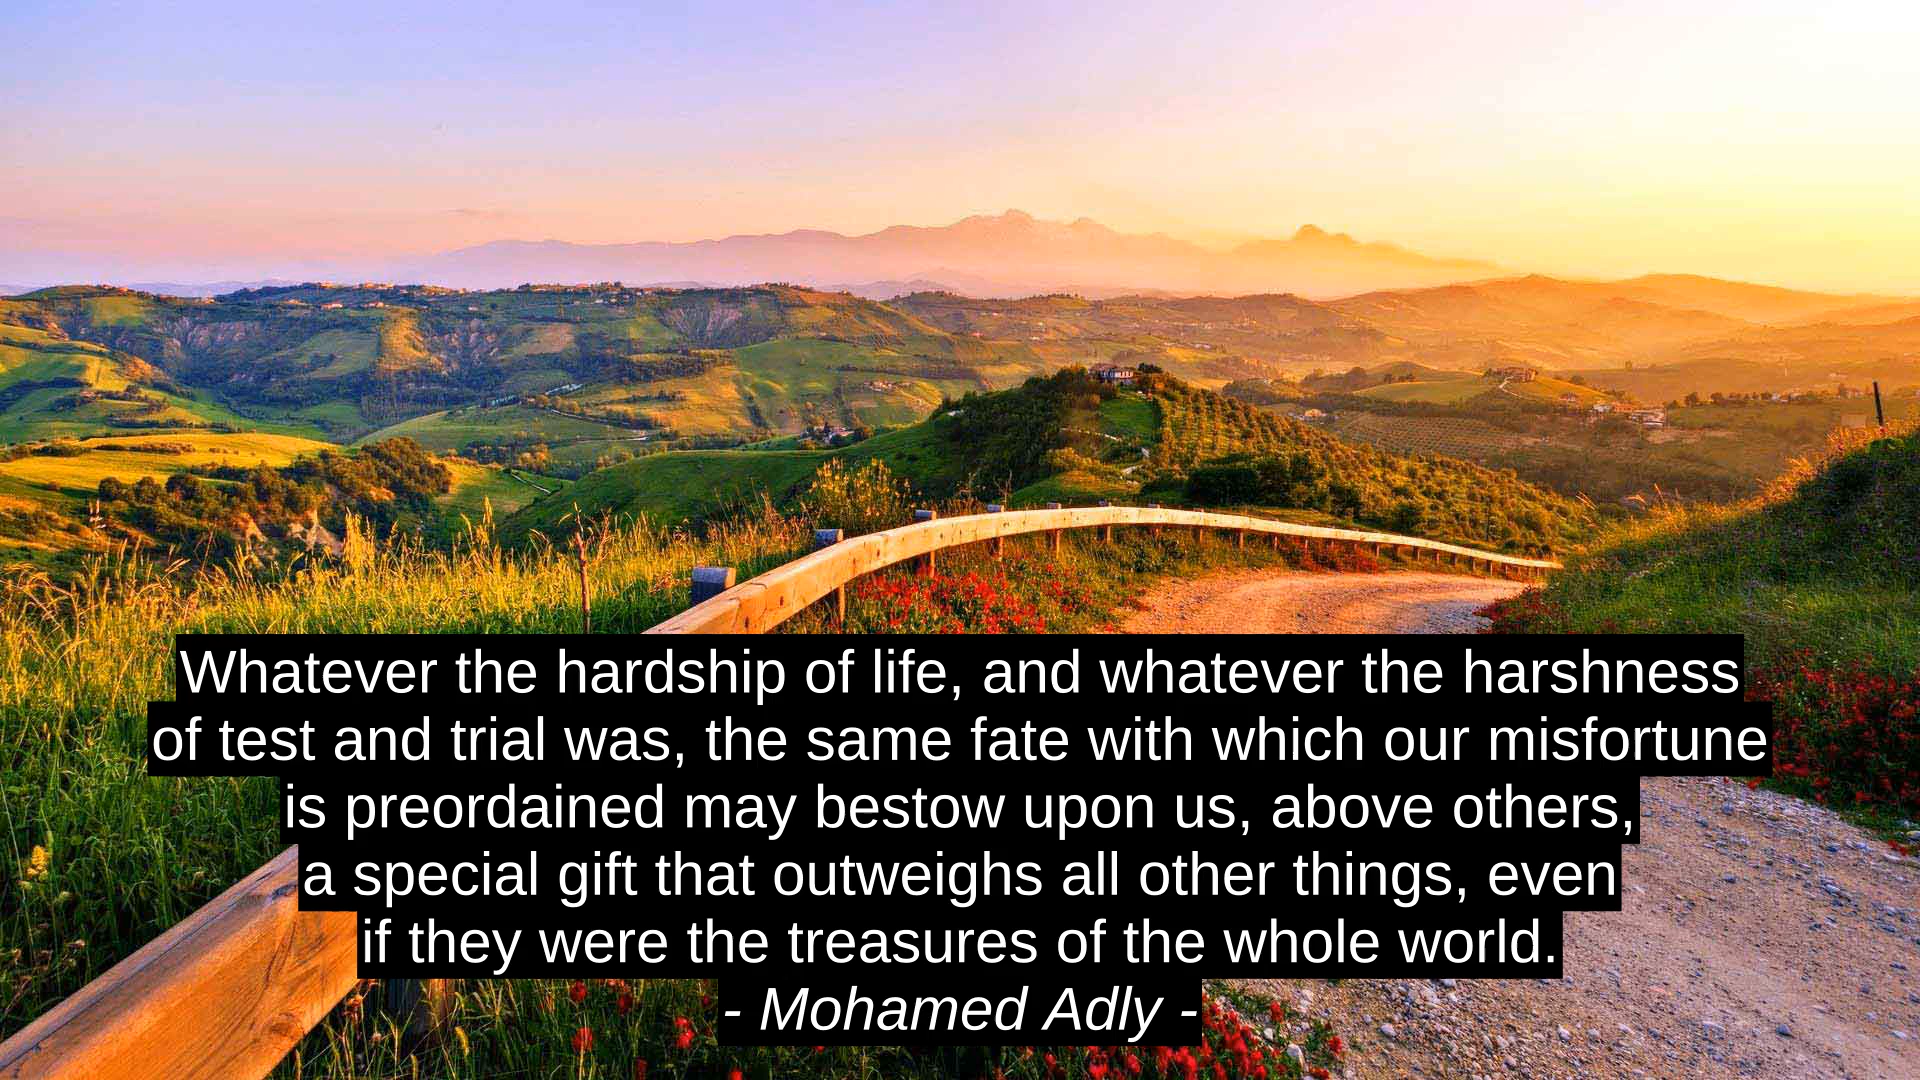 Whatever the hardship of life, and whatever the harshness
of test and trial was, the same fate with which our misfortune
is preordained may bestow upon us, above others,
a special gift that outweighs all other things, even
if they were the treasures of the whole world.
- Mohamed Adly -